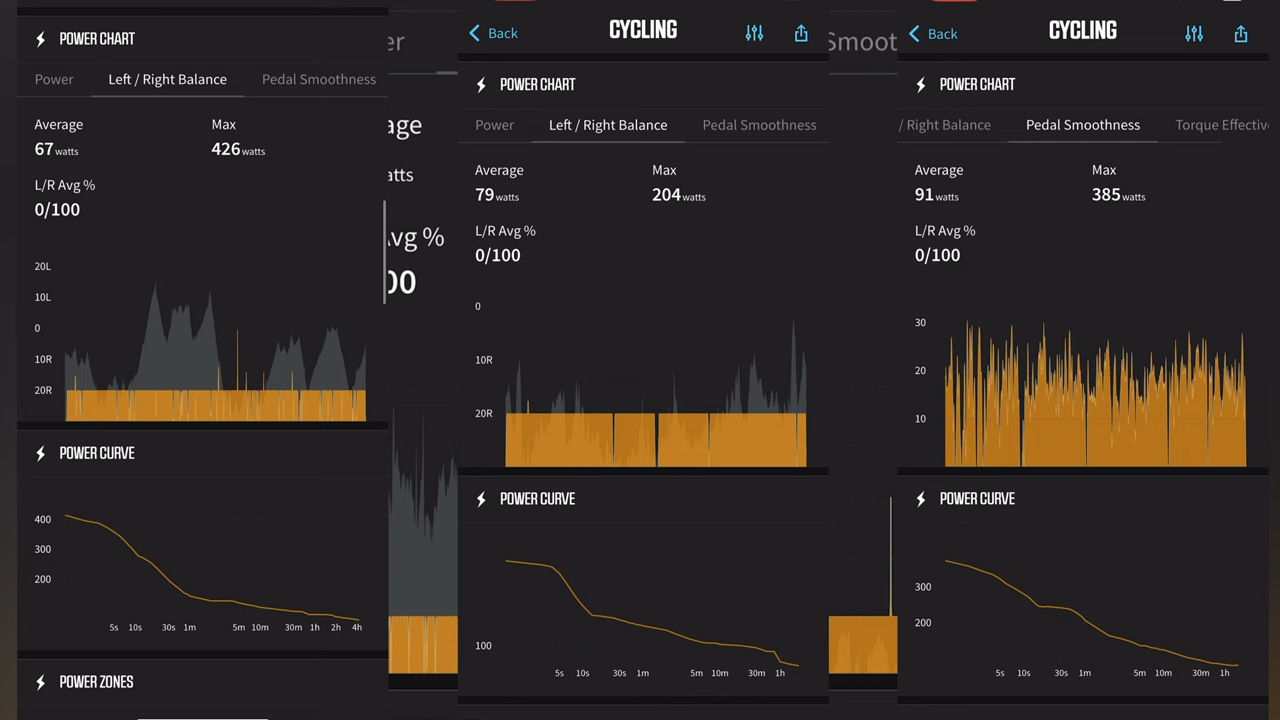 POWER CHART
Power Left / Right Balance Pedal Smoothness
Average Max
67 watts 426 watts
L/R Avg %
0/100
20L
10L
0
10R
20R
POWER CURVE
400
300
200
5s 10s 30s 1m 5m 10m 30m 1h 2h 4h
POWER ZONES
er
age
atts
Avg %
00
Back CYCLING
POWER CHART
Power Left / Right Balance Pedal Smoothness
Average Max
79 watts 204 watts
L/R Avg %
0/100
0
10R
20R
POWER CURVE
100
5s 10s 30s 1m 5m 10m 30m 1h
Smoot
Back CYCLING
POWER CHART
/ Right Balance Pedal Smoothness Torque Effectiv
Average Max
91 watts 385 watts
L/R Avg %
0/100
30
20
10
POWER CURVE
300
200
5s 10s 30s 1m 5m 10m 30m 1h